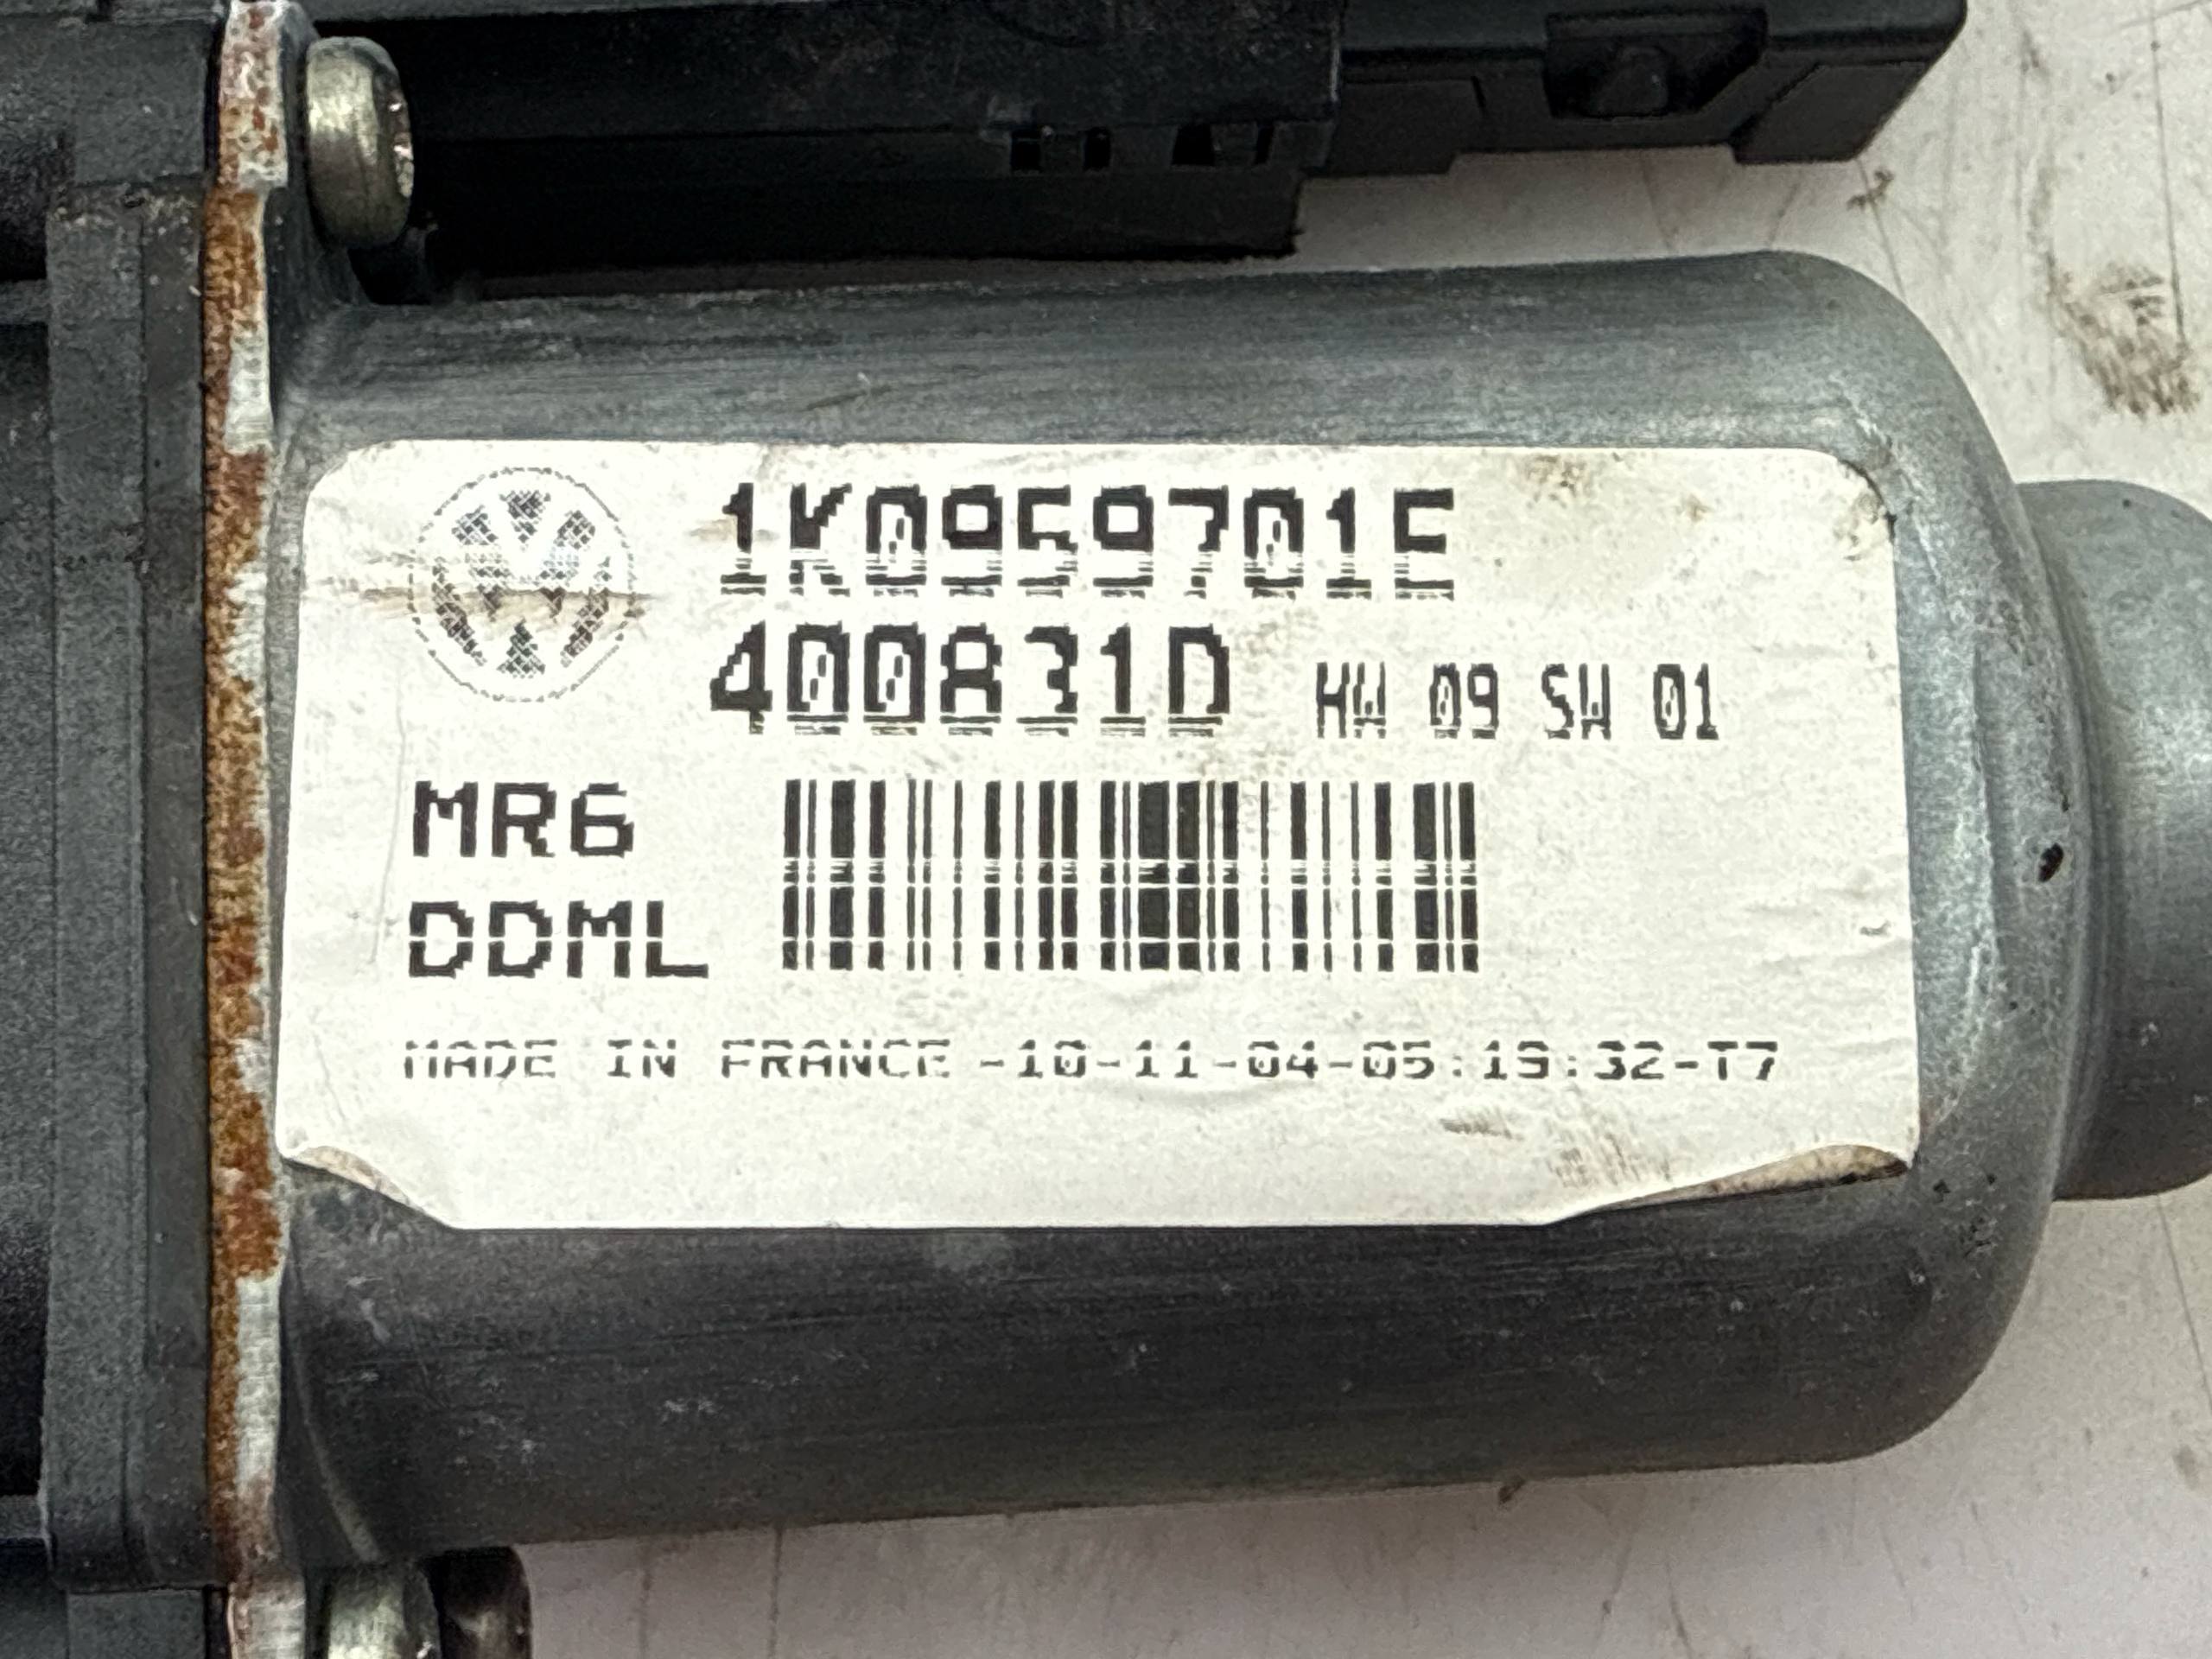 1K0959701E
400831D HW 09 SW 01
MR6
DDML
MADE IN FRANCE -10-11-04-05:19:32-T7